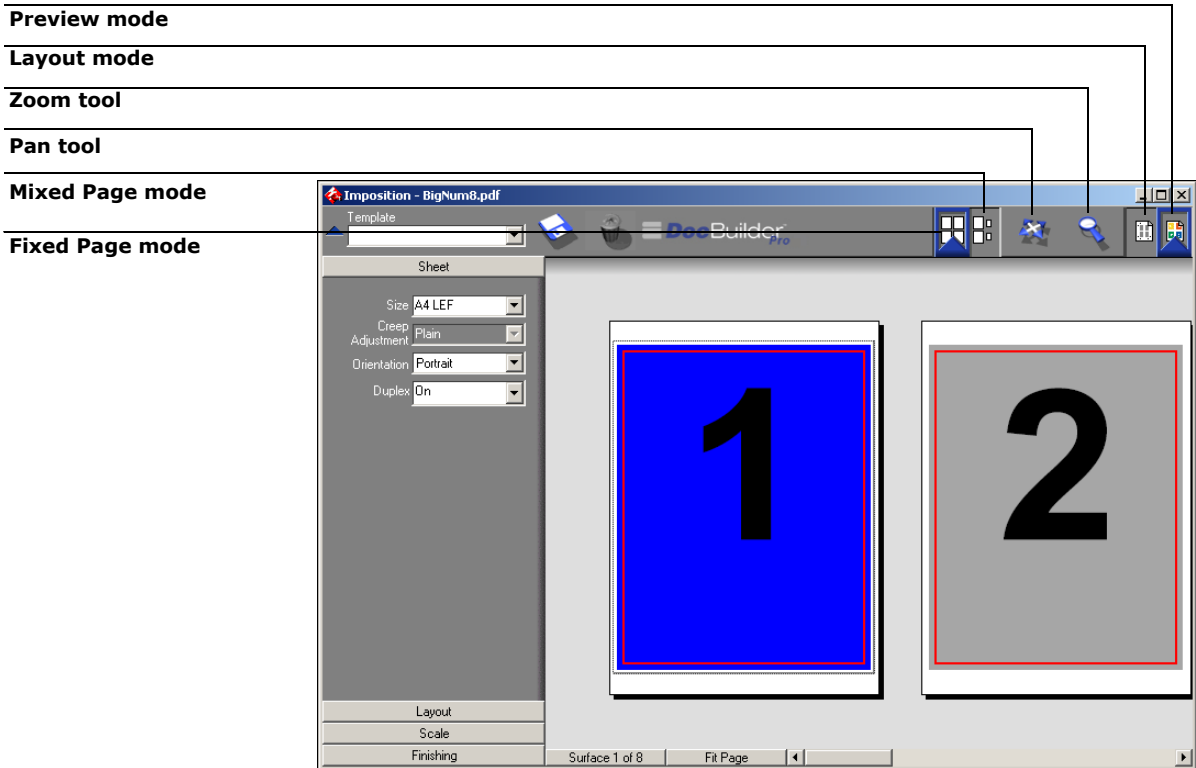 Preview mode
Layout mode
Zoom tool
Pan tool
Mixed Page mode
Fixed Page mode
Imposition - BigNum8.pdf
Template
DocBuilder Pro
Sheet
Size A4 LEF
Creep
Adjustment Plain
Orientation Portrait
Duplex On
1
2
Layout
Scale
Finishing
Surface 1 of 8 Fit Page